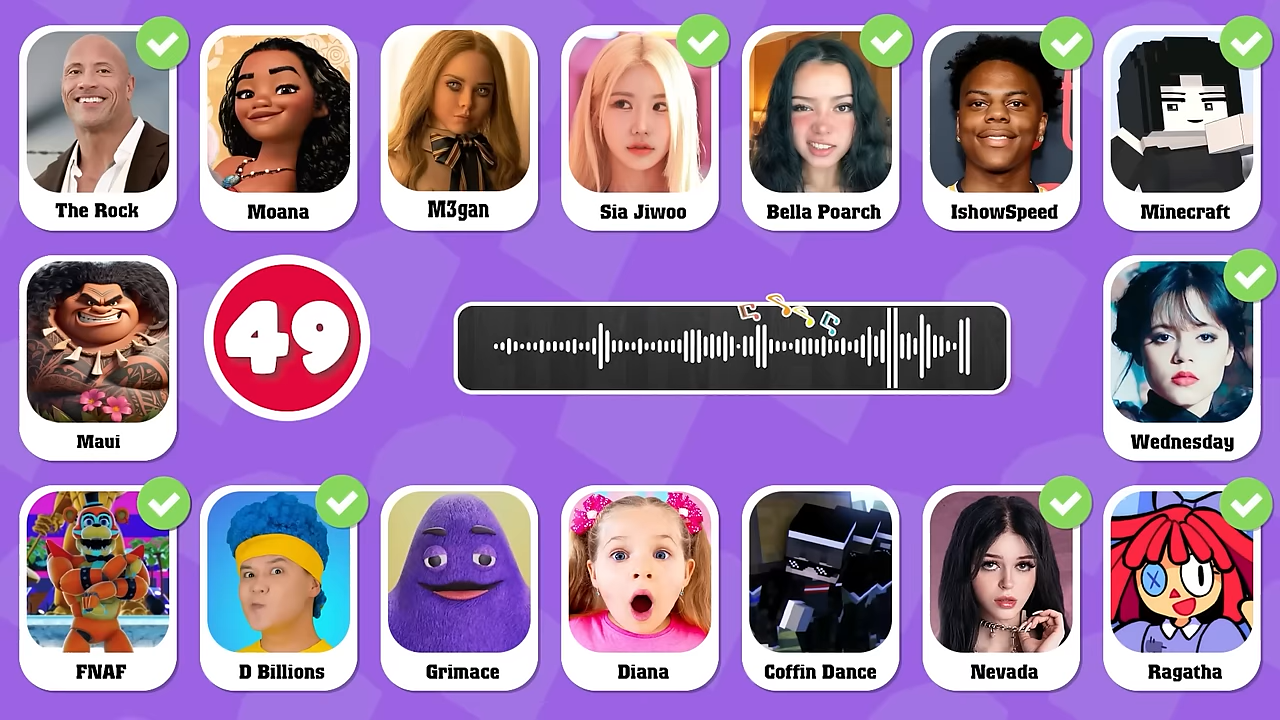 The Rock
Moana
M3gan
Sia Jiwoo
Bella Poarch
IshowSpeed
Minecraft
Maui
49
Wednesday
FNAF
D Billions
Grimace
Diana
Coffin Dance
Nevada
Ragatha